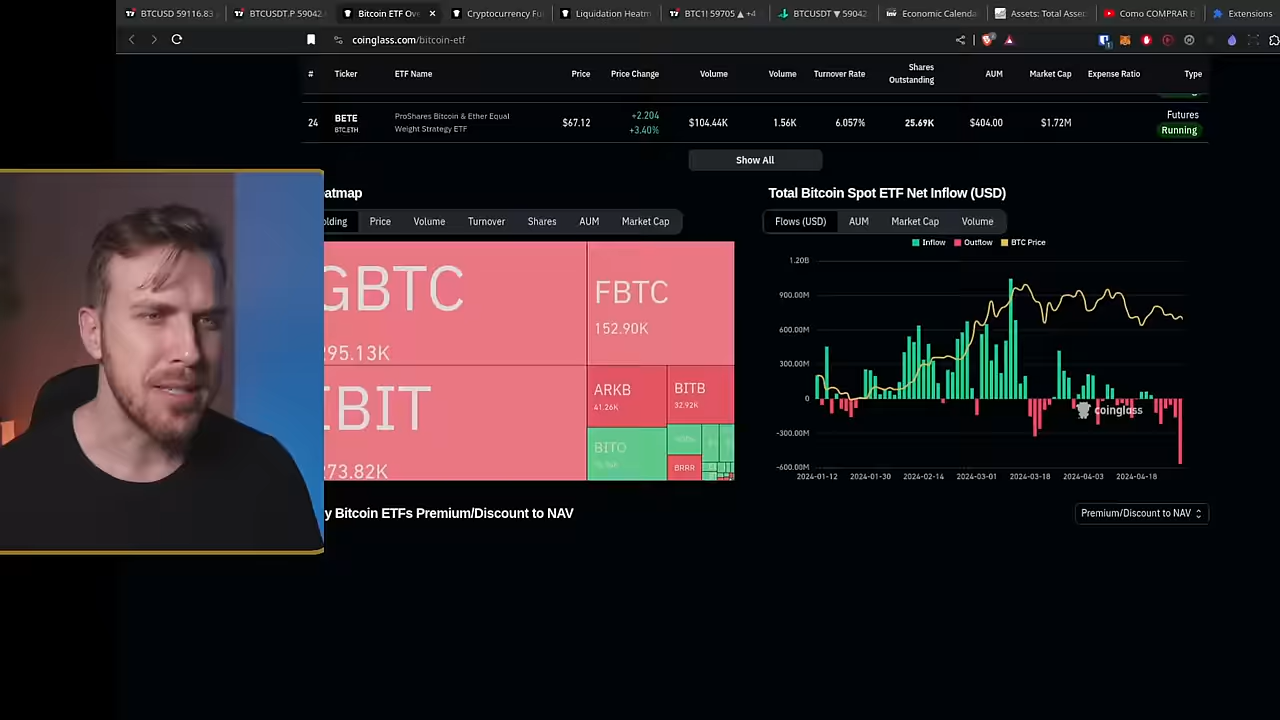 BTCUSD 59116.83
BTCUSDT.P 59042
Bitcoin ETF Ov
Cryptocurrency Fu
Liquidation Heatm
BTC1! 59705 ▲ +4
BTCUSDT ▼ 59042
Economic Calenda
Assets: Total Asse
Como COMPRAR B
Extensions
coinglass.com/bitcoin-etf
# Ticker ETF Name Price Price Change Volume Volume Turnover Rate Shares Outstanding AUM Market Cap Expense Ratio Type
24 BETE BTC.ETH ProShares Bitcoin & Ether Equal Weight Strategy ETF $67.12 +2.204 +3.40% $104.44K 1.56K 6.057% 25.69K $404.00 $1.72M Futures Running
Show All
eatmap
olding Price Volume Turnover Shares AUM Market Cap
GBTC
295.13K
FBTC
152.90K
IBIT
273.82K
ARKB
41.26K
BITB
32.92K
BITO
BRRR
Total Bitcoin Spot ETF Net Inflow (USD)
Flows (USD) AUM Market Cap Volume
Inflow Outflow BTC Price
1.20B
900.00M
600.00M
300.00M
0
-300.00M
-600.00M
coinglass
2024-01-12 2024-01-30 2024-02-14 2024-03-01 2024-03-18 2024-04-03 2024-04-18
y Bitcoin ETFs Premium/Discount to NAV
Premium/Discount to NAV